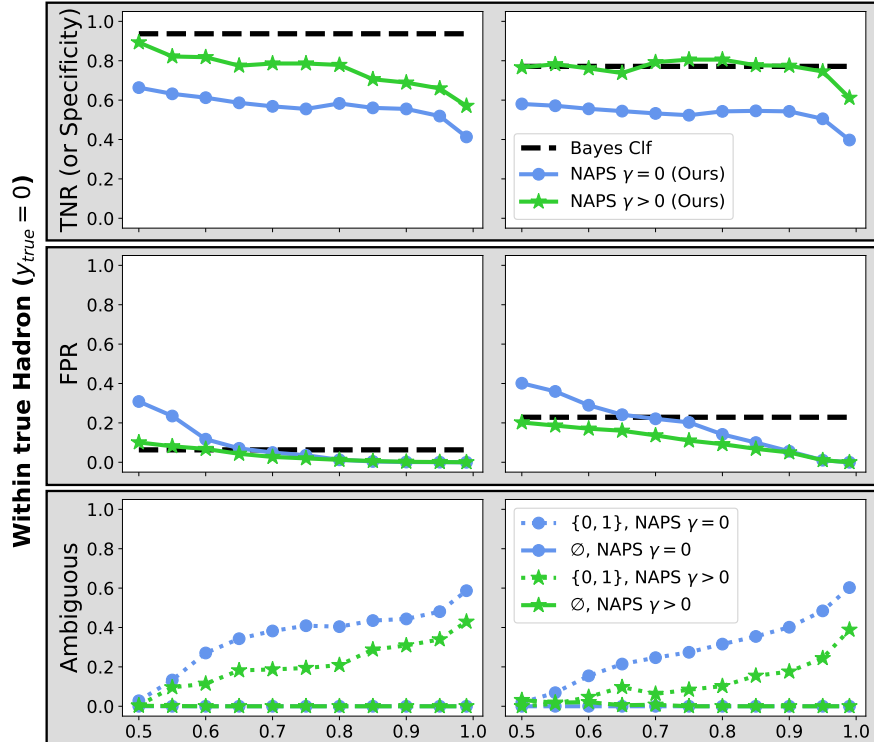 Within true Hadron (y_true = 0)
TNR (or Specificity)
1.0
0.8
0.6
0.4
0.2
0.0
Bayes Clf
NAPS γ = 0 (Ours)
NAPS γ > 0 (Ours)
FPR
1.0
0.8
0.6
0.4
0.2
0.0
Ambiguous
1.0
0.8
0.6
0.4
0.2
0.0
{0, 1}, NAPS γ = 0
∅, NAPS γ = 0
{0, 1}, NAPS γ > 0
∅, NAPS γ > 0
0.5 0.6 0.7 0.8 0.9 1.0
0.5 0.6 0.7 0.8 0.9 1.0